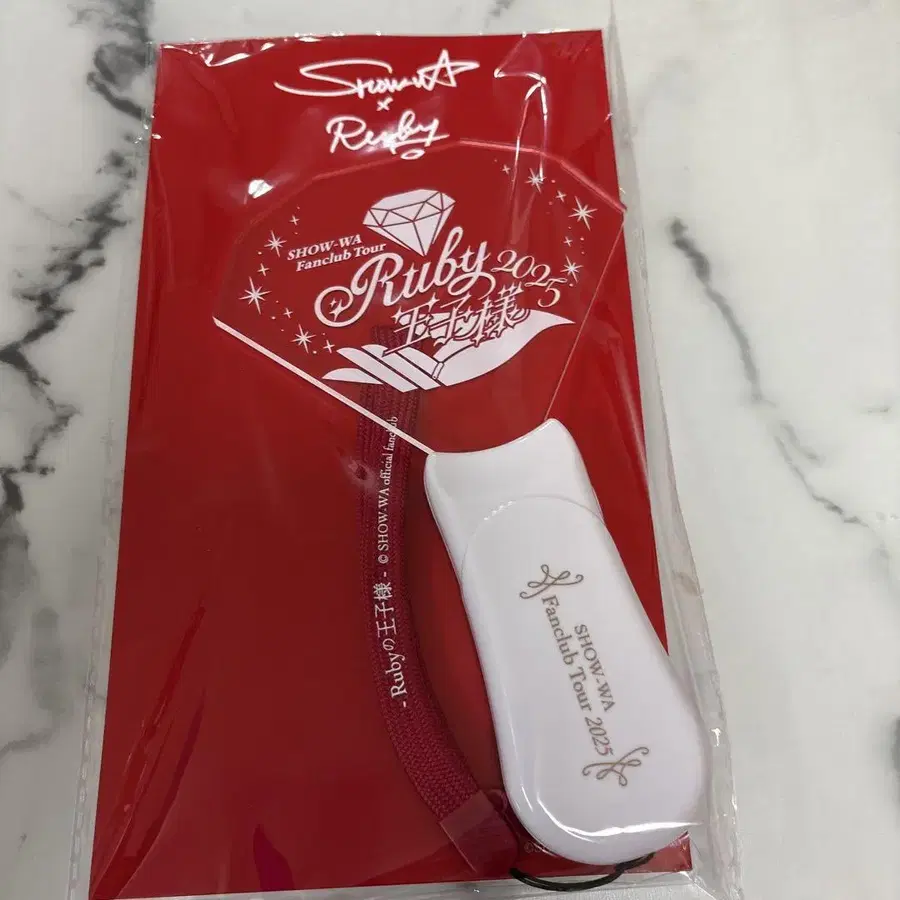 SHOW-WA
×
Ruby
SHOW-WA
Fanclub Tour
Ruby 2025
王子様
- Rubyの王子様 - © SHOW-WA official fanclub
SHOW-WA
Fanclub Tour 2025